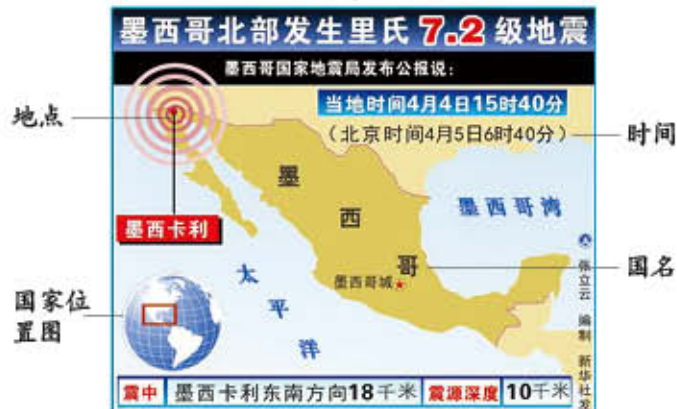 墨西哥北部发生里氏7.2级地震
墨西哥国家地震局发布公报说：
当地时间4月4日15时40分
（北京时间4月5日6时40分）
地点
时间
墨西哥
墨西哥湾
墨西卡利
墨西哥城
国名
太平洋
国家位
置图
张立云 编制 新华社发
震中 墨西卡利东南方向18千米 震源深度 10千米